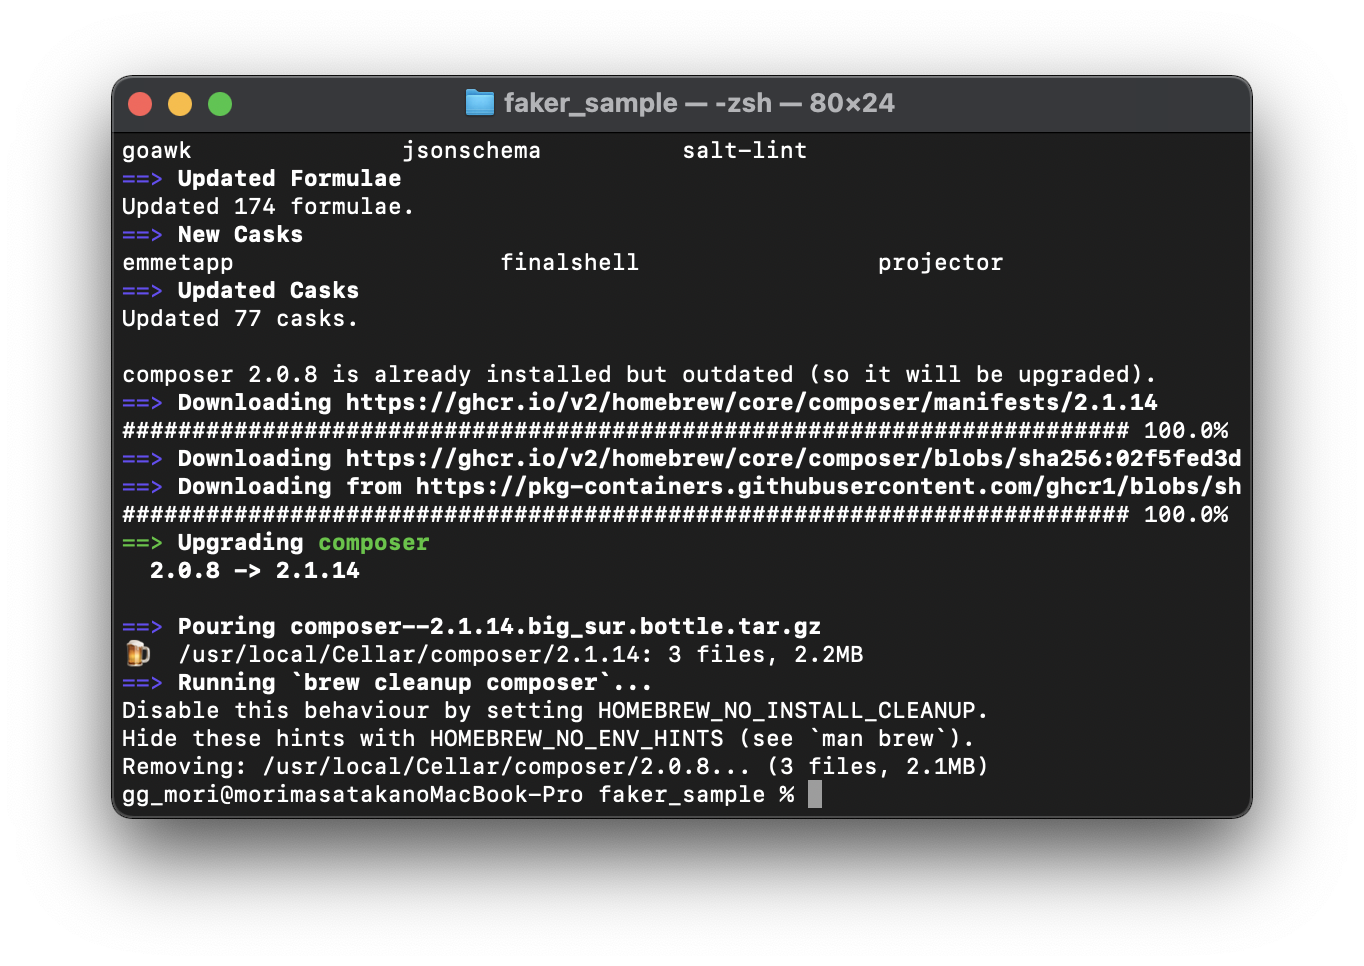 faker_sample — -zsh — 80×24
goawk jsonschema salt-lint
==> Updated Formulae
Updated 174 formulae.
==> New Casks
emmetapp finalshell projector
==> Updated Casks
Updated 77 casks.
composer 2.0.8 is already installed but outdated (so it will be upgraded).
==> Downloading https://ghcr.io/v2/homebrew/core/composer/manifests/2.1.14
######################################################################## 100.0%
==> Downloading https://ghcr.io/v2/homebrew/core/composer/blobs/sha256:02f5fed3d
==> Downloading from https://pkg-containers.githubusercontent.com/ghcr1/blobs/sh
######################################################################## 100.0%
==> Upgrading composer
2.0.8 -> 2.1.14
==> Pouring composer--2.1.14.big_sur.bottle.tar.gz
🍺 /usr/local/Cellar/composer/2.1.14: 3 files, 2.2MB
==> Running `brew cleanup composer`...
Disable this behaviour by setting HOMEBREW_NO_INSTALL_CLEANUP.
Hide these hints with HOMEBREW_NO_ENV_HINTS (see `man brew`).
Removing: /usr/local/Cellar/composer/2.0.8... (3 files, 2.1MB)
gg_mori@morimasatakanoMacBook-Pro faker_sample %